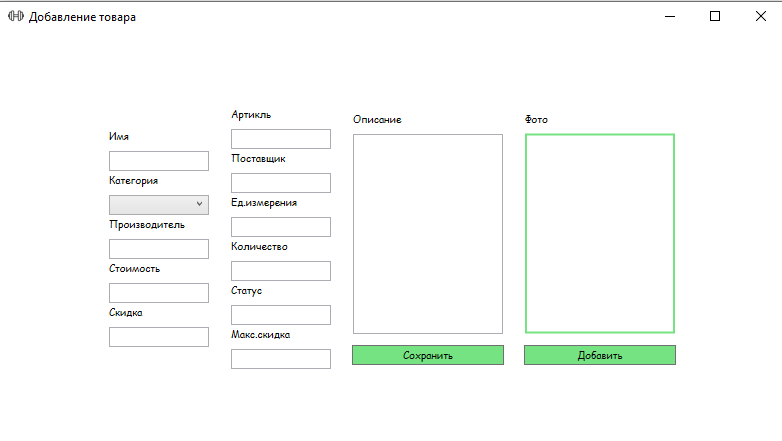 Добавление товара
Имя
Категория
Производитель
Стоимость
Скидка
Артикль
Поставщик
Ед.измерения
Количество
Статус
Макс.скидка
Описание
Сохранить
Фото
Добавить